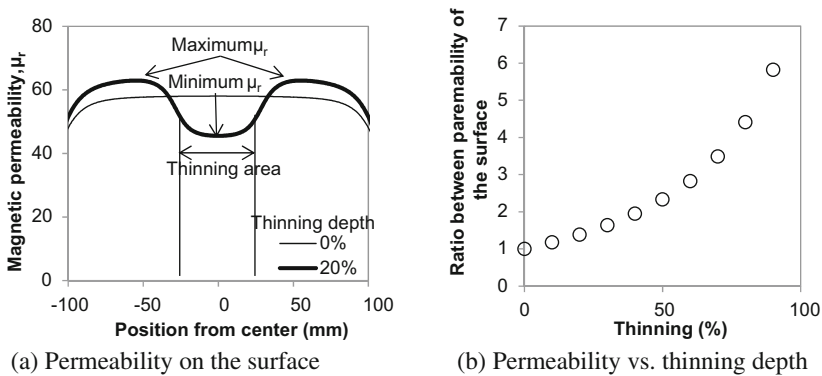 80
60
40
20
0
Magnetic permeability,μr
Maximumμr
Minimum μr
Thinning area
Thinning depth
0%
20%
-100 -50 0 50 100
Position from center (mm)
(a) Permeability on the surface
7
6
5
4
3
2
1
0
Ratio between paremability of
the surface
0 50 100
Thinning (%)
(b) Permeability vs. thinning depth